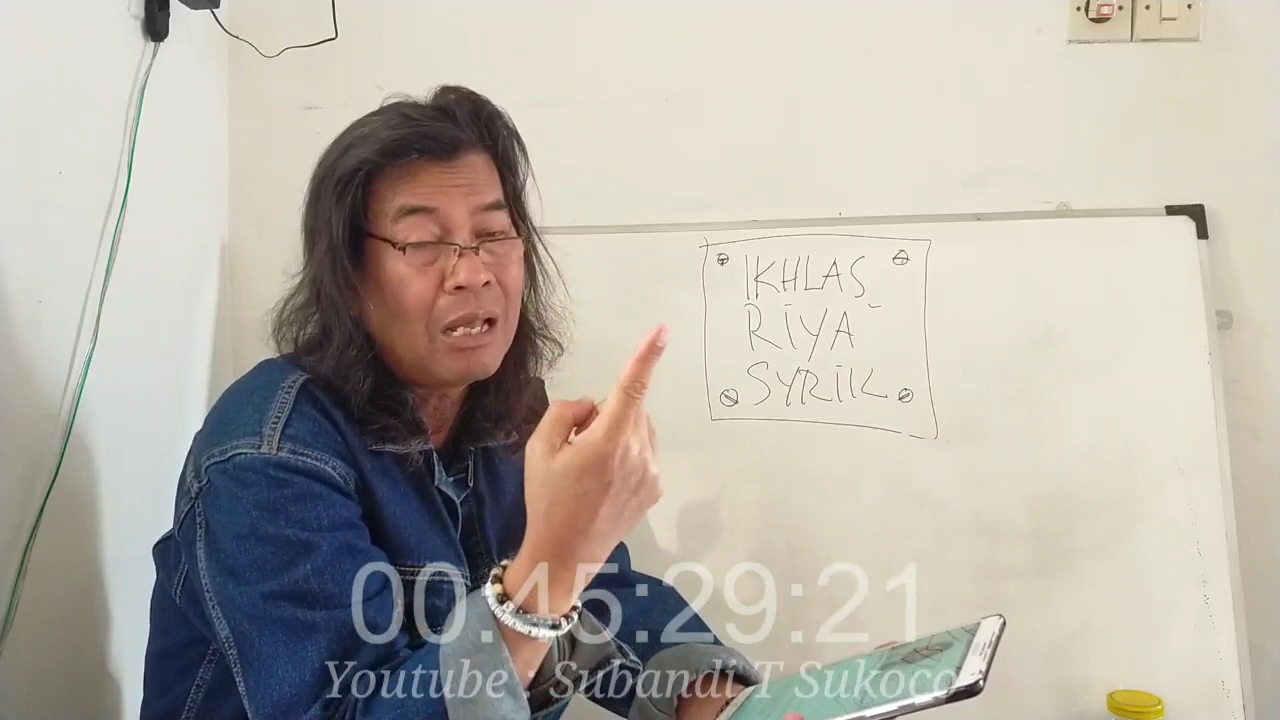 IKHLAS
RIYA
SYRIK
00:45:29:21
Youtube : Subandi T Sukoco